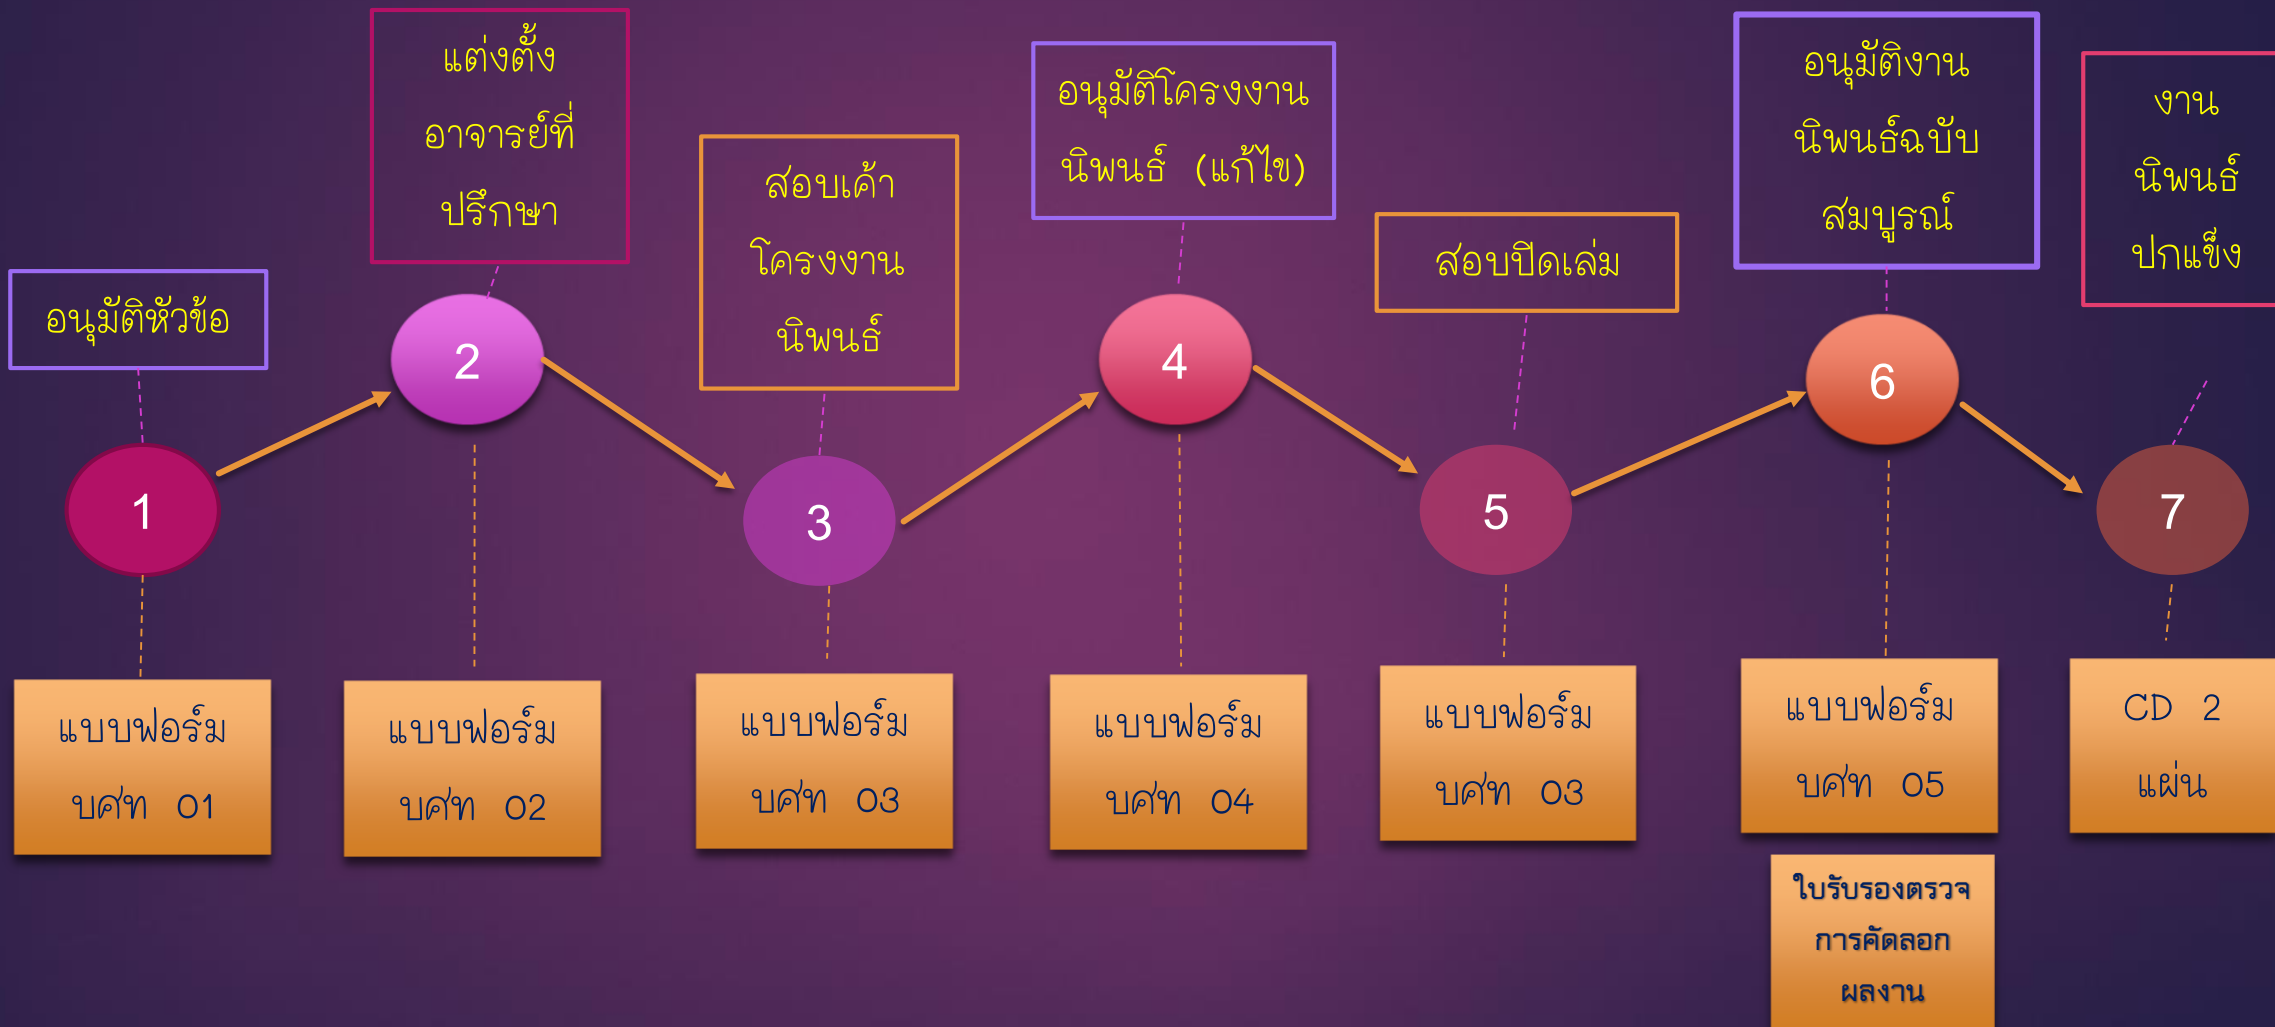 อนุมัติหัวข้อ
1
แบบฟอร์ม
บศท 01
แต่งตั้ง
อาจารย์ที่
ปรึกษา
2
แบบฟอร์ม
บศท 02
สอบเค้า
โครงงาน
นิพนธ์
3
แบบฟอร์ม
บศท 03
อนุมัติโครงงาน
นิพนธ์ (แก้ไข)
4
แบบฟอร์ม
บศท 04
สอบปิดเล่ม
5
แบบฟอร์ม
บศท 03
อนุมัติงาน
นิพนธ์ฉบับ
สมบูรณ์
6
แบบฟอร์ม
บศท 05
ใบรับรองตรวจ
การคัดลอก
ผลงาน
งาน
นิพนธ์
ปกแข็ง
7
CD 2
แผ่น